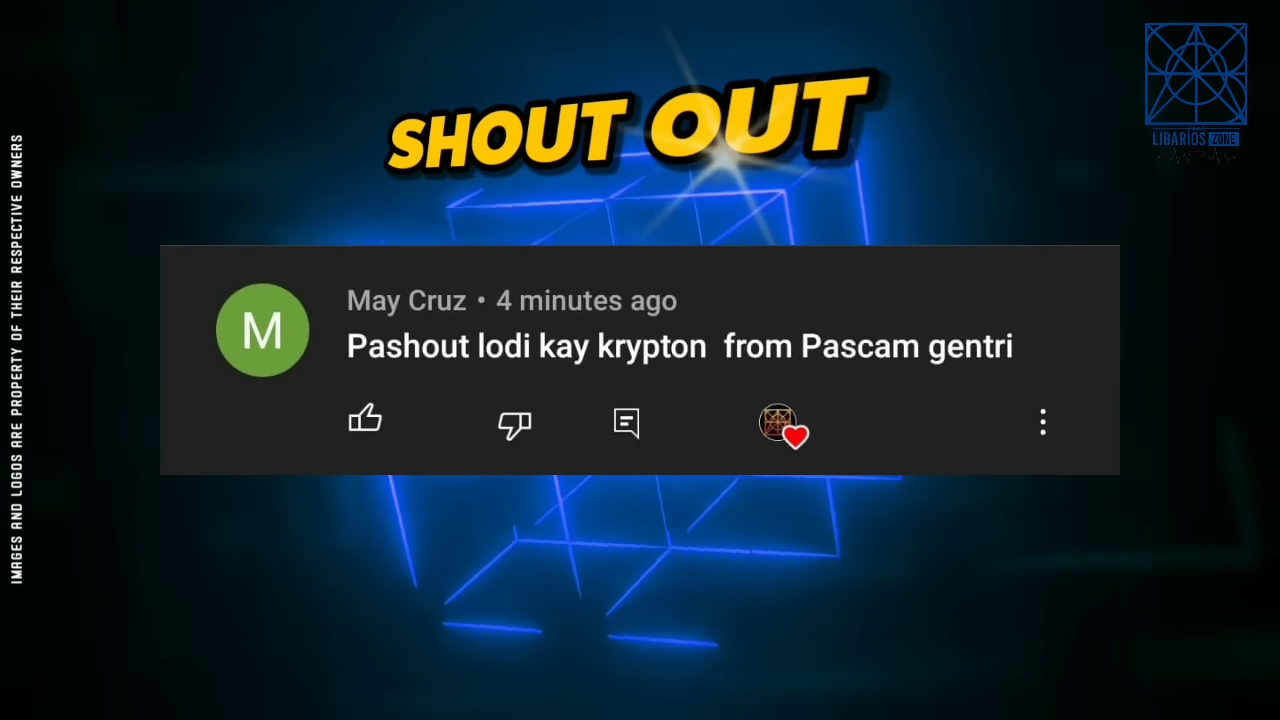 SHOUT OUT
LIBARIOS ZONE
IMAGES AND LOGOS ARE PROPERTY OF THEIR RESPECTIVE OWNERS
M
May Cruz • 4 minutes ago
Pashout lodi kay krypton from Pascam gentri